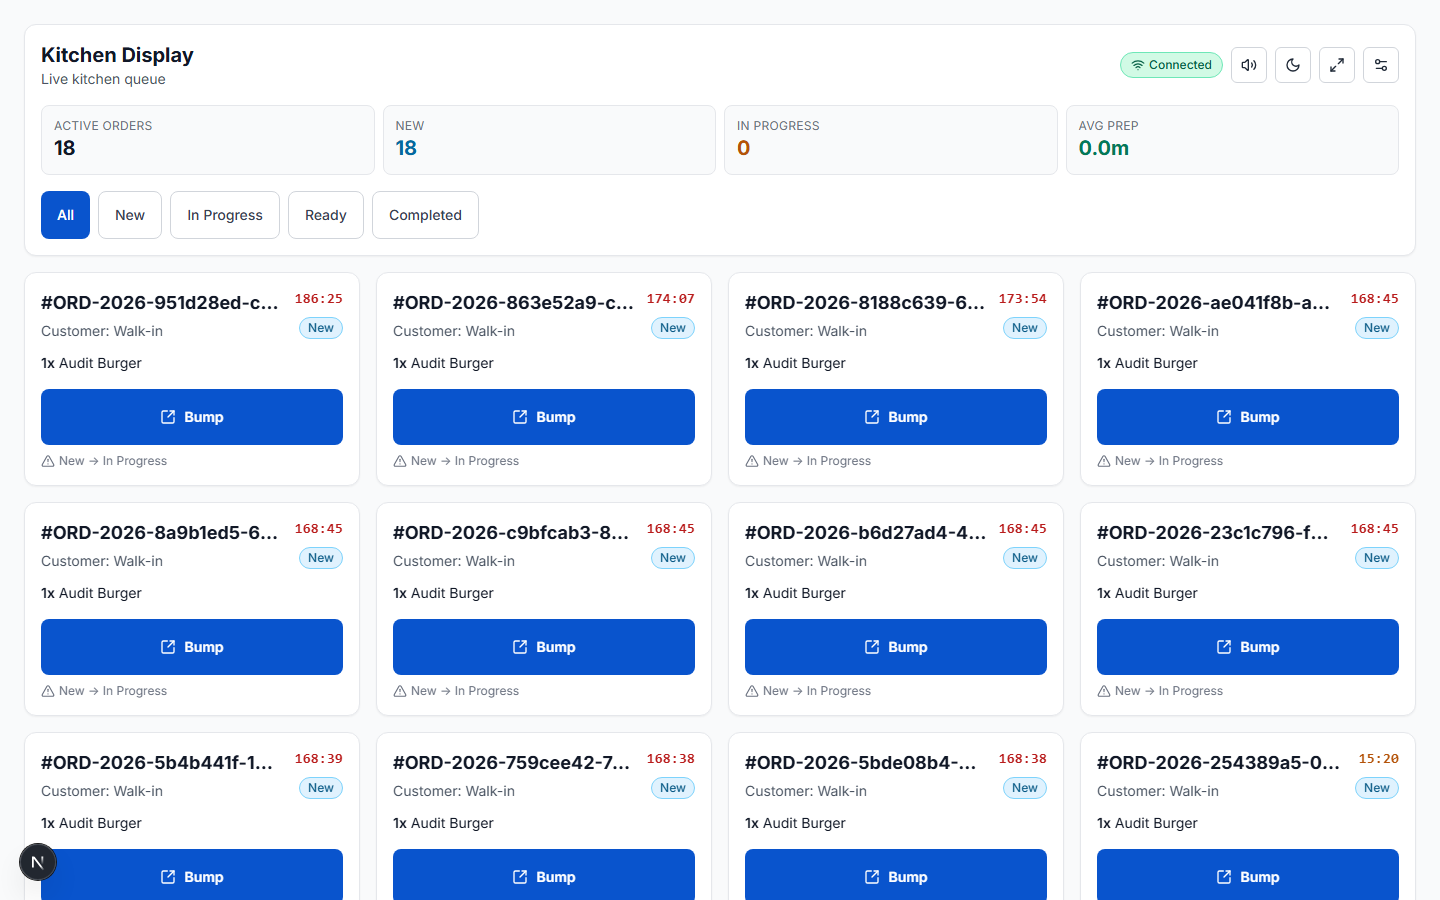 Kitchen Display
Live kitchen queue
Connected
ACTIVE ORDERS
18
NEW
18
IN PROGRESS
0
AVG PREP
0.0m
All
New
In Progress
Ready
Completed
#ORD-2026-951d28ed-c...
186:25
Customer: Walk-in
New
1x Audit Burger
Bump
New → In Progress
#ORD-2026-863e52a9-c...
174:07
Customer: Walk-in
New
1x Audit Burger
Bump
New → In Progress
#ORD-2026-8188c639-6...
173:54
Customer: Walk-in
New
1x Audit Burger
Bump
New → In Progress
#ORD-2026-ae041f8b-a...
168:45
Customer: Walk-in
New
1x Audit Burger
Bump
New → In Progress
#ORD-2026-8a9b1ed5-6...
168:45
Customer: Walk-in
New
1x Audit Burger
Bump
New → In Progress
#ORD-2026-c9bfcab3-8...
168:45
Customer: Walk-in
New
1x Audit Burger
Bump
New → In Progress
#ORD-2026-b6d27ad4-4...
168:45
Customer: Walk-in
New
1x Audit Burger
Bump
New → In Progress
#ORD-2026-23c1c796-f...
168:45
Customer: Walk-in
New
1x Audit Burger
Bump
New → In Progress
#ORD-2026-5b4b441f-1...
168:39
Customer: Walk-in
New
1x Audit Burger
Bump
#ORD-2026-759cee42-7...
168:38
Customer: Walk-in
New
1x Audit Burger
Bump
#ORD-2026-5bde08b4-...
168:38
Customer: Walk-in
New
1x Audit Burger
Bump
#ORD-2026-254389a5-0...
15:20
Customer: Walk-in
New
1x Audit Burger
Bump
N